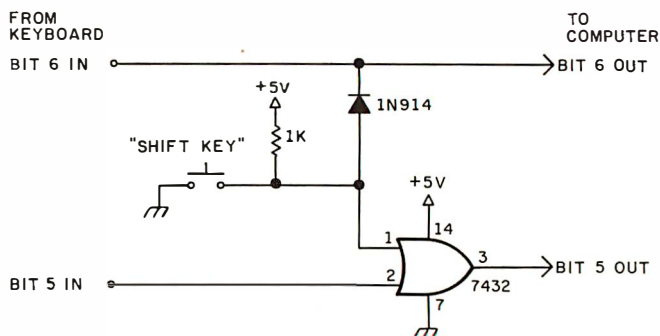 FROM
KEYBOARD
TO
COMPUTER
BIT 6 IN
BIT 6 OUT
+5V
1N914
1K
"SHIFT KEY"
+5V
14
1
3
2
7432
BIT 5 OUT
BIT 5 IN
7